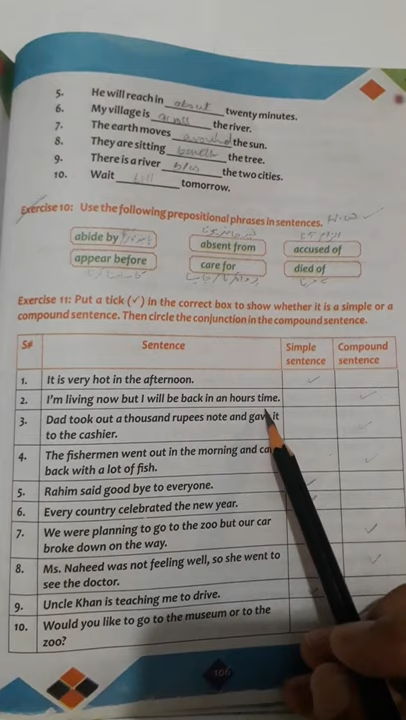 5. He will reach in about twenty minutes.
6. My village is across the river.
7. The earth moves around the sun.
8. They are sitting beneath the tree.
9. There is a river b/w the two cities.
10. Wait till tomorrow.
Exercise 10: Use the following prepositional phrases in sentences. H.W ✓
abide by absent from accused of
appear before care for died of
Exercise 11: Put a tick (✓) in the correct box to show whether it is a simple or a
compound sentence. Then circle the conjunction in the compound sentence.
S# Sentence Simple sentence Compound sentence
1. It is very hot in the afternoon. ✓
2. I'm living now but I will be back in an hours time. ✓
3. Dad took out a thousand rupees note and gave it
to the cashier. ✓
4. The fishermen went out in the morning and
back with a lot of fish. ✓
5. Rahim said good bye to everyone. ✓
6. Every country celebrated the new year.
7. We were planning to go to the zoo but our car
broke down on the way. ✓
8. Ms. Naheed was not feeling well, so she went to
see the doctor. ✓
9. Uncle Khan is teaching me to drive.
10. Would you like to go to the museum or to the
zoo?
106